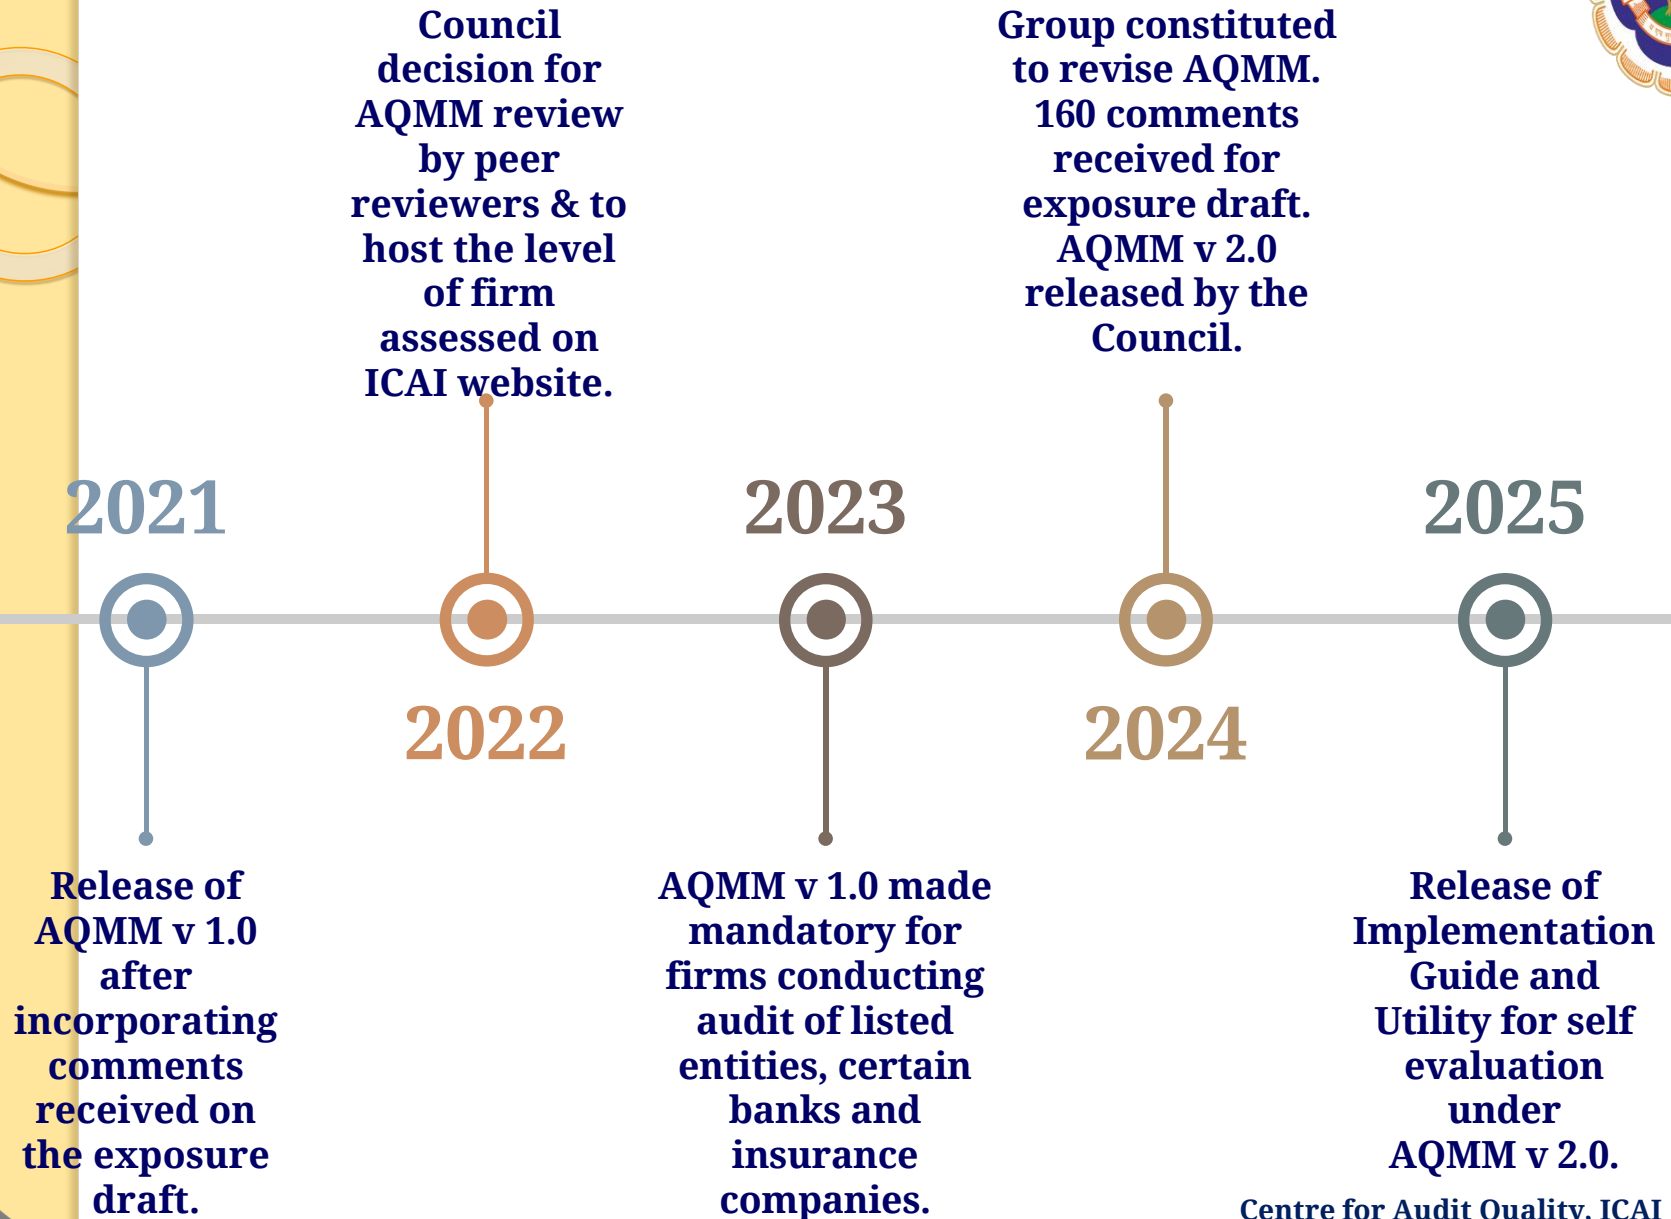 Council
decision for
AQMM review
by peer
reviewers & to
host the level
of firm
assessed on
ICAI website.
Group constituted
to revise AQMM.
160 comments
received for
exposure draft.
AQMM v 2.0
released by the
Council.
2021
2023
2025
2022
2024
Release of
AQMM v 1.0
after
incorporating
comments
received on
the exposure
draft.
AQMM v 1.0 made
mandatory for
firms conducting
audit of listed
entities, certain
banks and
insurance
companies.
Release of
Implementation
Guide and
Utility for self
evaluation
under
AQMM v 2.0.
Centre for Audit Quality, ICAI